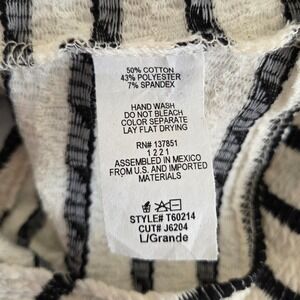 50% COTTON
43% POLYESTER
7% SPANDEX
HAND WASH
DO NOT BLEACH
COLOR SEPARATE
LAY FLAT DRYING
RN# 137851
1 2 2 1
ASSEMBLED IN MEXICO
FROM U.S. AND IMPORTED
MATERIALS
STYLE# T60214
CUT# J6204
L/Grande